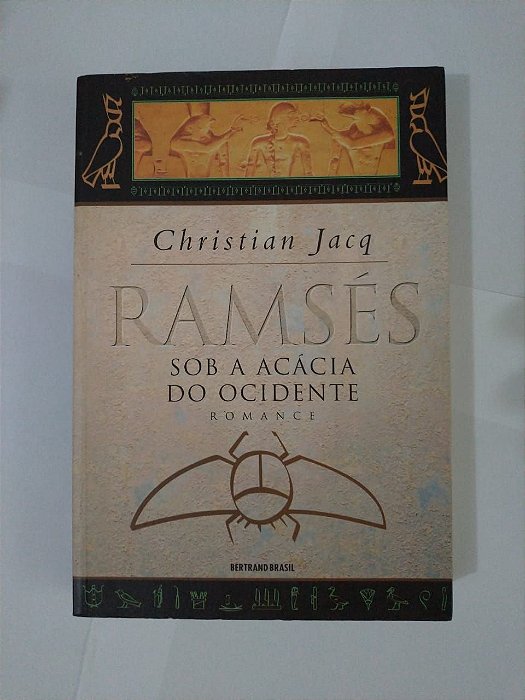 Christian Jacq
RAMSÉS
SOB A ACÁCIA
DO OCIDENTE
ROMANCE
BERTRAND BRASIL